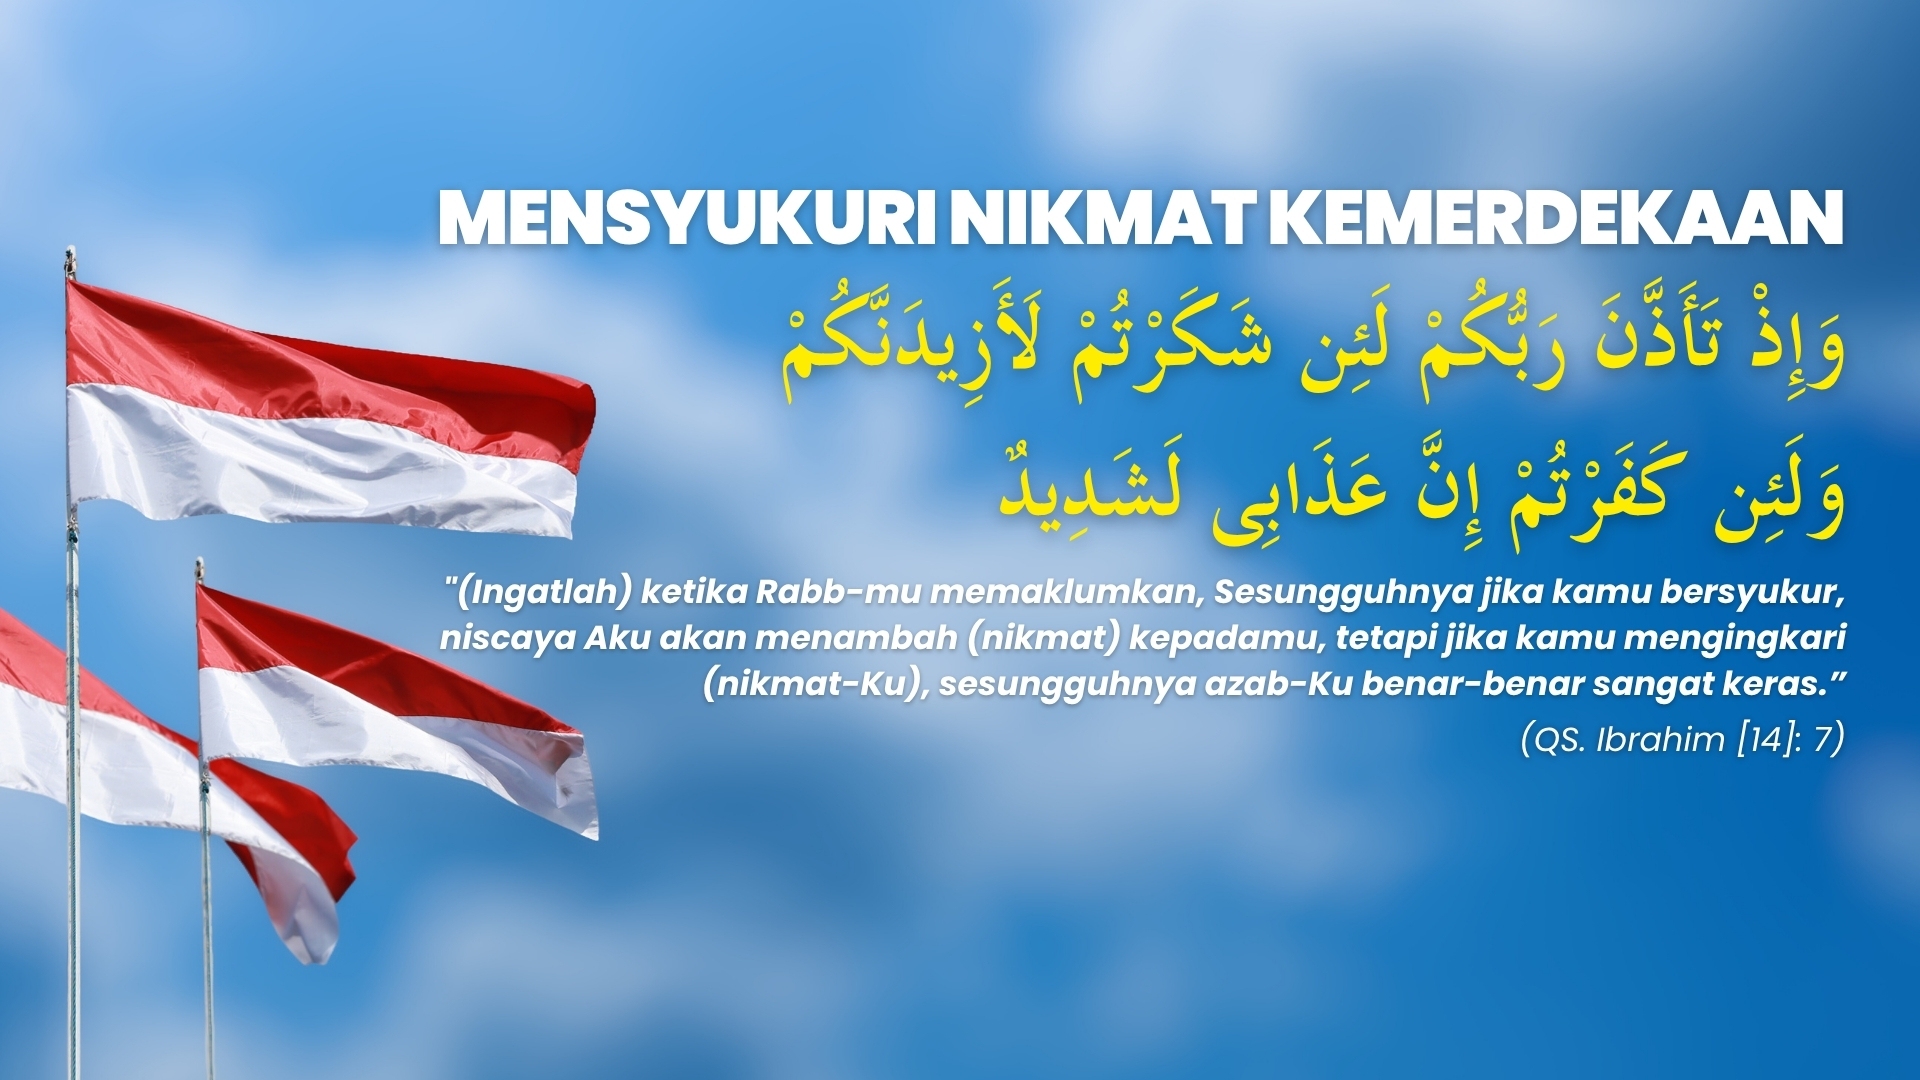 MENSYUKURI NIKMAT KEMERDEKAAN
وَإِذْ تَأَذَّنَ رَبُّكُمْ لَئِن شَكَرْتُمْ لَأَزِيدَنَّكُمْ
وَلَئِن كَفَرْتُمْ إِنَّ عَذَابِى لَشَدِيدٌ
"(Ingatlah) ketika Rabb-mu memaklumkan, Sesungguhnya jika kamu bersyukur,
niscaya Aku akan menambah (nikmat) kepadamu, tetapi jika kamu mengingkari
(nikmat-Ku), sesungguhnya azab-Ku benar-benar sangat keras.”
(QS. Ibrahim [14]: 7)